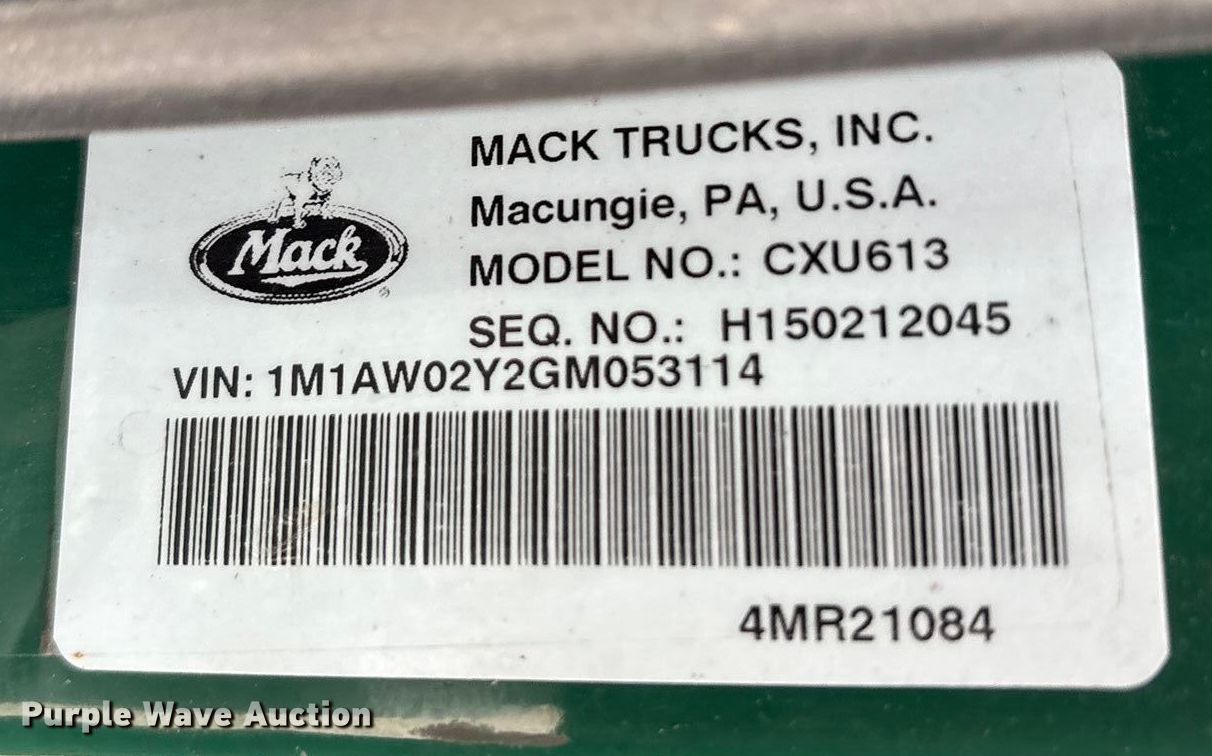 MACK TRUCKS, INC.
Macungie, PA, U.S.A.
Mack
MODEL NO.: CXU613
SEQ. NO.: H150212045
VIN: 1M1AW02Y2GM053114
4MR21084
Purple Wave Auction